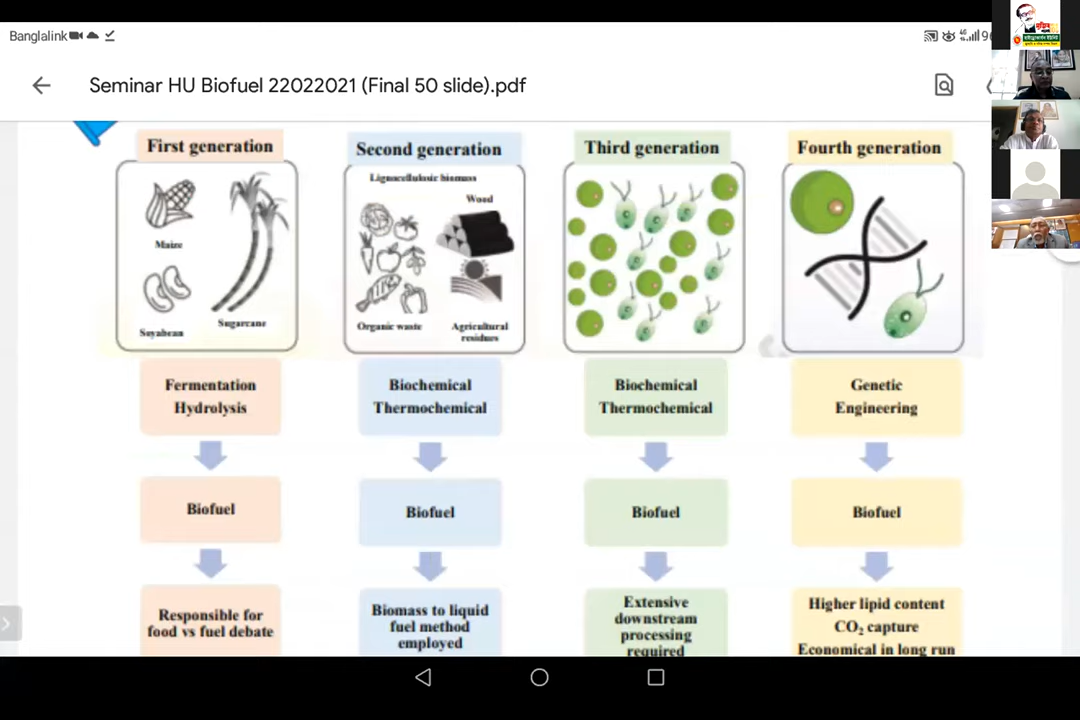 Banglalink
Seminar HU Biofuel 22022021 (Final 50 slide).pdf
First generation
Second generation
Third generation
Fourth generation
Lignocellulosic biomass
Wood
Maize
Soyabean
Sugarcane
Organic waste
Agricultural
residues
Fermentation
Hydrolysis
Biochemical
Thermochemical
Biochemical
Thermochemical
Genetic
Engineering
Biofuel
Biofuel
Biofuel
Biofuel
Responsible for
food vs fuel debate
Biomass to liquid
fuel method
employed
Extensive
downstream
processing
required
Higher lipid content
CO₂ capture
Economical in long run